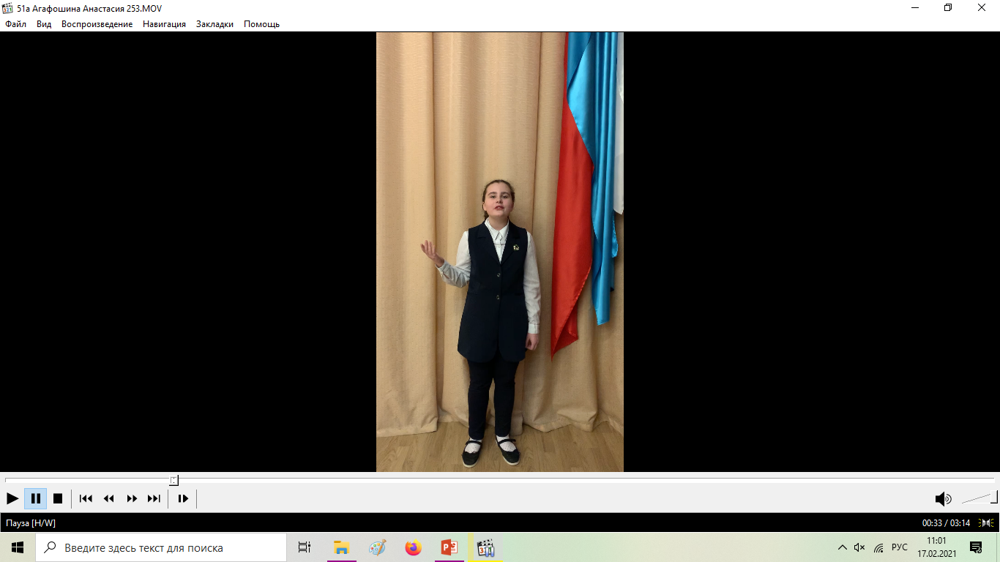 51а Агафошина Анастасия 253.MOV
Файл Вид Воспроизведение Навигация Закладки Помощь
Пауза [H/W]
00:33 / 03:14
Введите здесь текст для поиска
РУС
11:01
17.02.2021